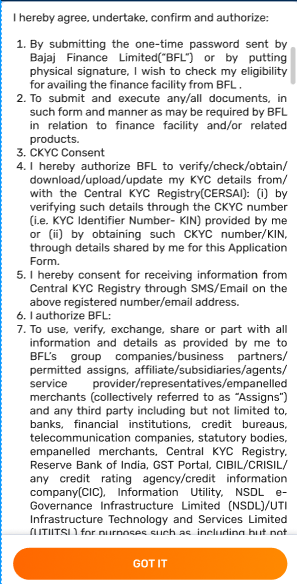 I hereby agree, undertake, confirm and authorize:
1. By submitting the one-time password sent by
Bajaj Finance Limited("BFL") or by putting
physical signature, I wish to check my eligibility
for availing the finance facility from BFL .
2. To submit and execute any/all documents, in
such form and manner as may be required by BFL
in relation to finance facility and/or related
products.
3. CKYC Consent
4. I hereby authorize BFL to verify/check/obtain/
download/upload/update my KYC details from/
with the Central KYC Registry(CERSAI): (i) by
verifying such details through the CKYC number
(i.e. KYC Identifier Number- KIN) provided by me
or (ii) by obtaining such CKYC number/KIN,
through details shared by me for this Application
Form.
5. I hereby consent for receiving information from
Central KYC Registry through SMS/Email on the
above registered number/email address.
6. I authorize BFL:
7. To use, verify, exchange, share or part with all
information and details as provided by me to
BFL's group companies/business partners/
permitted assigns, affiliate/subsidiaries/agents/
service provider/representatives/empanelled
merchants (collectively referred to as "Assigns")
and any third party including but not limited to,
banks, financial institutions, credit bureaus,
telecommunication companies, statutory bodies,
empanelled merchants, Central KYC Registry,
Reserve Bank of India, GST Portal, CIBIL/CRISIL/
any credit rating agency/credit information
company(CIC), Information Utility, NSDL e-
Governance Infrastructure Limited (NSDL)/UTI
Infrastructure Technology and Services Limited
(UTIITSL) for purposes such as, including but not
GOT IT